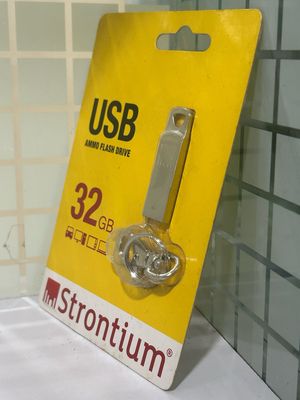 USB
AMMO FLASH DRIVE
32GB
Strontium®